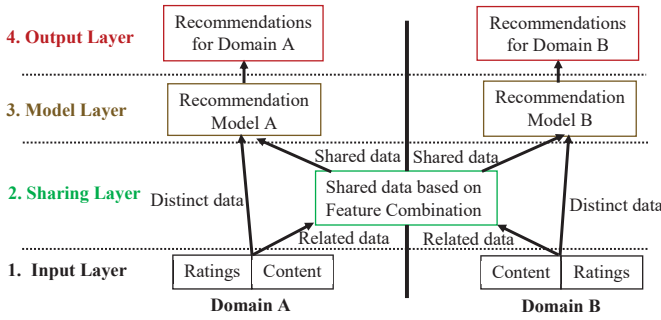 4. Output Layer
Recommendations
for Domain A
Recommendations
for Domain B
3. Model Layer
Recommendation
Model A
Recommendation
Model B
Shared data
Shared data
2. Sharing Layer
Distinct data
Shared data based on
Feature Combination
Distinct data
Related data
Related data
1. Input Layer
Ratings
Content
Content
Ratings
Domain A
Domain B